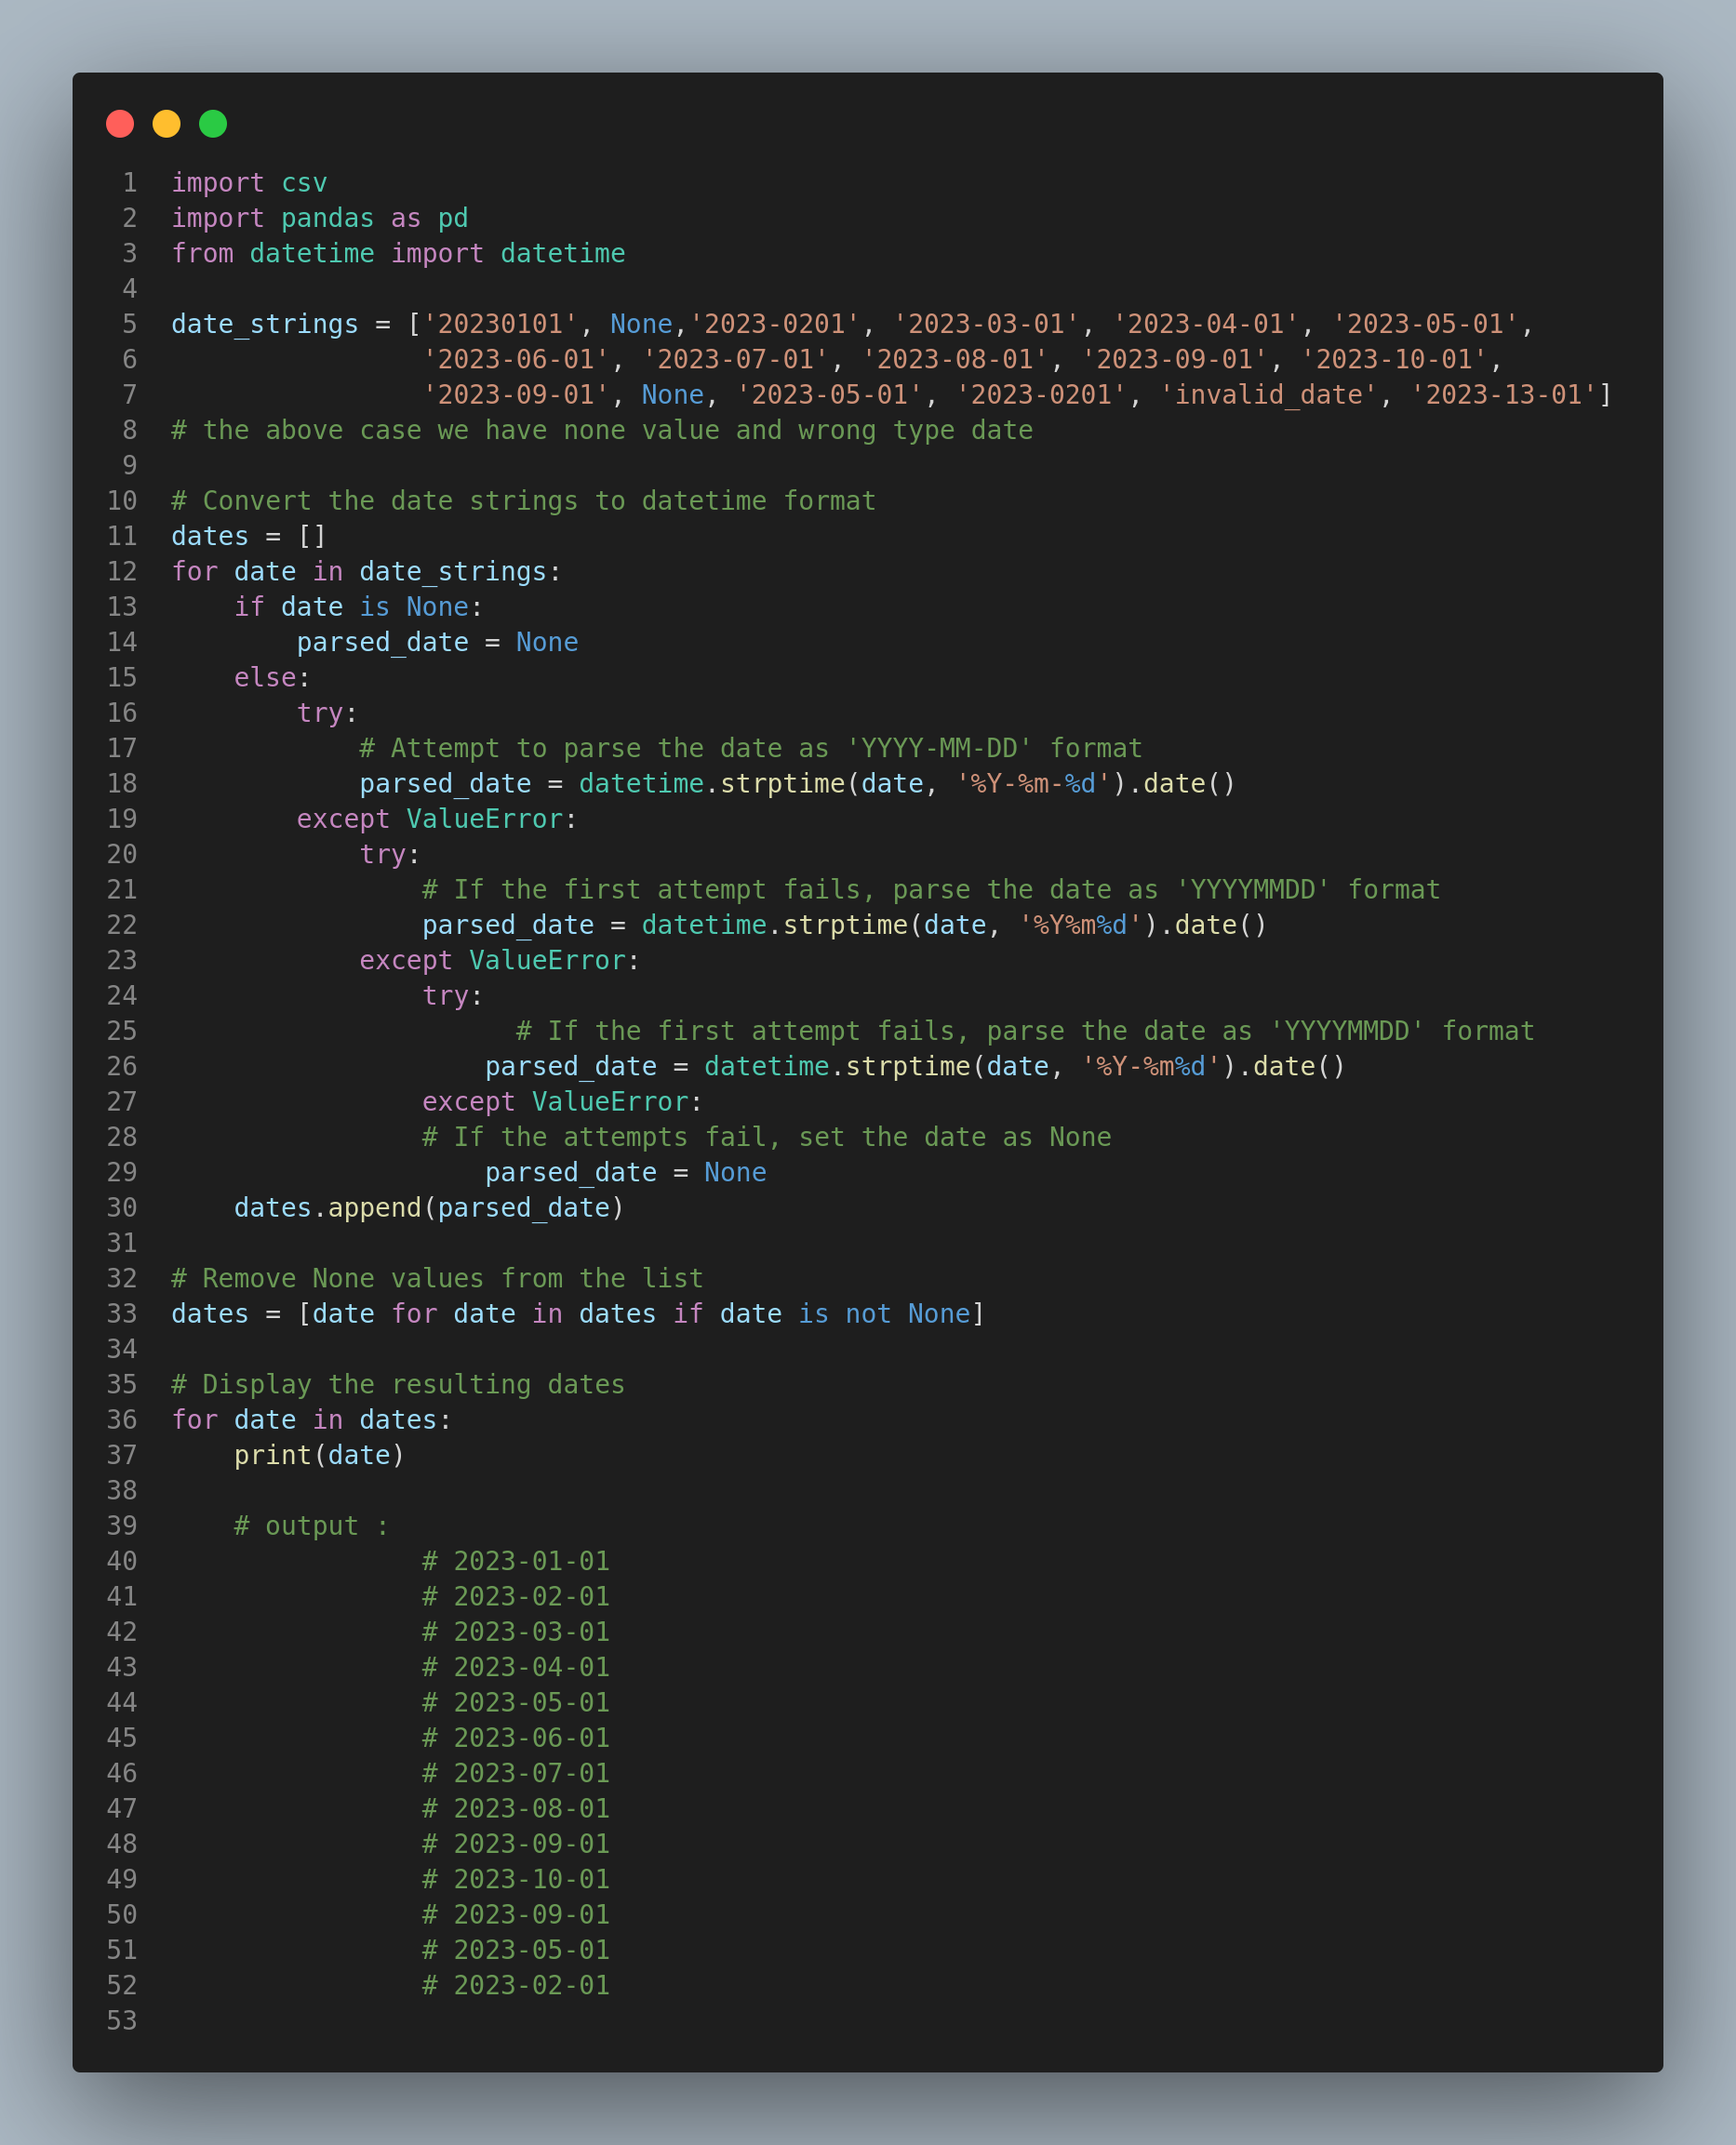 1 import csv
2 import pandas as pd
3 from datetime import datetime
4
5 date_strings = ['20230101', None,'2023-0201', '2023-03-01', '2023-04-01', '2023-05-01',
6                 '2023-06-01', '2023-07-01', '2023-08-01', '2023-09-01', '2023-10-01',
7                 '2023-09-01', None, '2023-05-01', '2023-0201', 'invalid_date', '2023-13-01']
8 # the above case we have none value and wrong type date
9
10 # Convert the date strings to datetime format
11 dates = []
12 for date in date_strings:
13     if date is None:
14         parsed_date = None
15     else:
16         try:
17             # Attempt to parse the date as 'YYYY-MM-DD' format
18             parsed_date = datetime.strptime(date, '%Y-%m-%d').date()
19         except ValueError:
20             try:
21                 # If the first attempt fails, parse the date as 'YYYYMMDD' format
22                 parsed_date = datetime.strptime(date, '%Y%m%d').date()
23             except ValueError:
24                 try:
25                       # If the first attempt fails, parse the date as 'YYYYMMDD' format
26                     parsed_date = datetime.strptime(date, '%Y-%m%d').date()
27                 except ValueError:
28                 # If the attempts fail, set the date as None
29                     parsed_date = None
30     dates.append(parsed_date)
31
32 # Remove None values from the list
33 dates = [date for date in dates if date is not None]
34
35 # Display the resulting dates
36 for date in dates:
37     print(date)
38
39     # output :
40                 # 2023-01-01
41                 # 2023-02-01
42                 # 2023-03-01
43                 # 2023-04-01
44                 # 2023-05-01
45                 # 2023-06-01
46                 # 2023-07-01
47                 # 2023-08-01
48                 # 2023-09-01
49                 # 2023-10-01
50                 # 2023-09-01
51                 # 2023-05-01
52                 # 2023-02-01
53